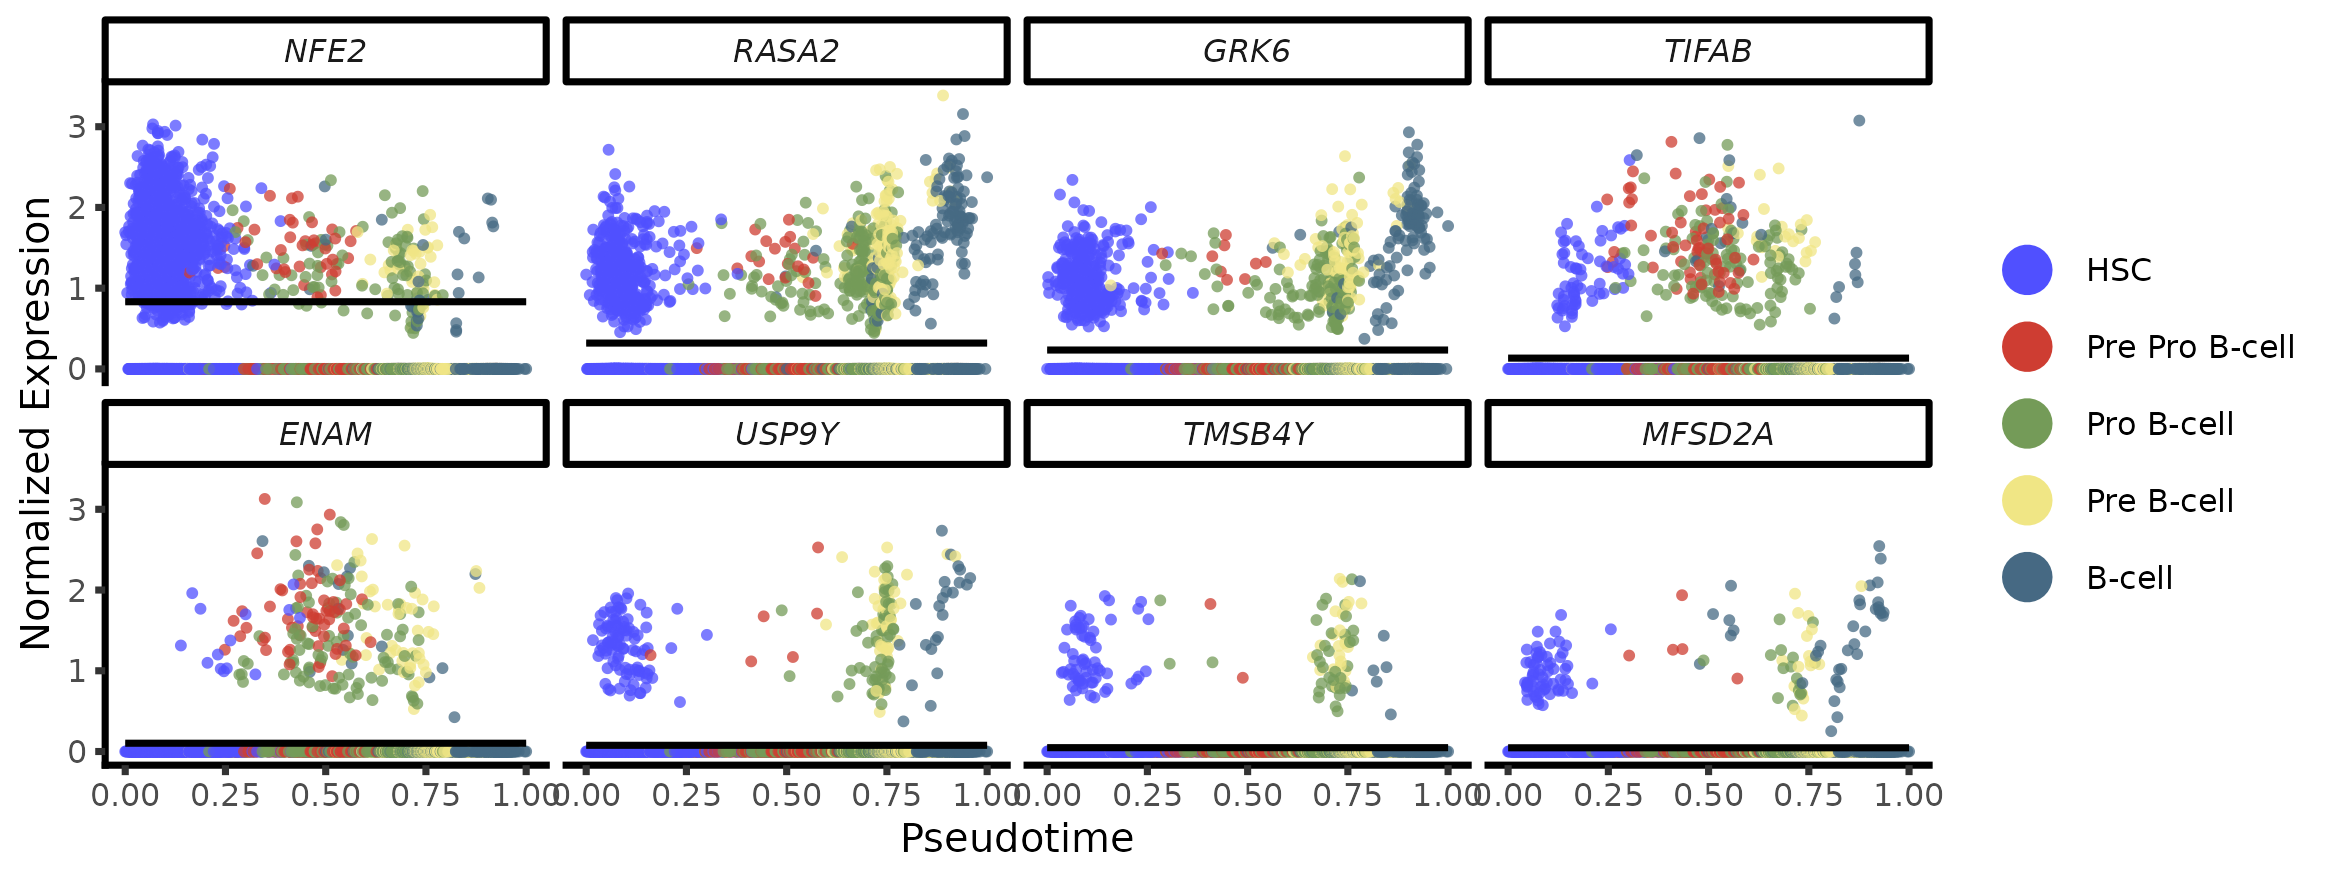 NFE2 RASA2 GRK6 TIFAB
3
2
1
0
ENAM USP9Y TMSB4Y MFSD2A
3
2
1
0
0.00 0.25 0.50 0.75 1.00 0.00 0.25 0.50 0.75 1.00 0.00 0.25 0.50 0.75 1.00 0.00 0.25 0.50 0.75 1.00
Pseudotime
Normalized Expression
HSC
Pre Pro B-cell
Pro B-cell
Pre B-cell
B-cell